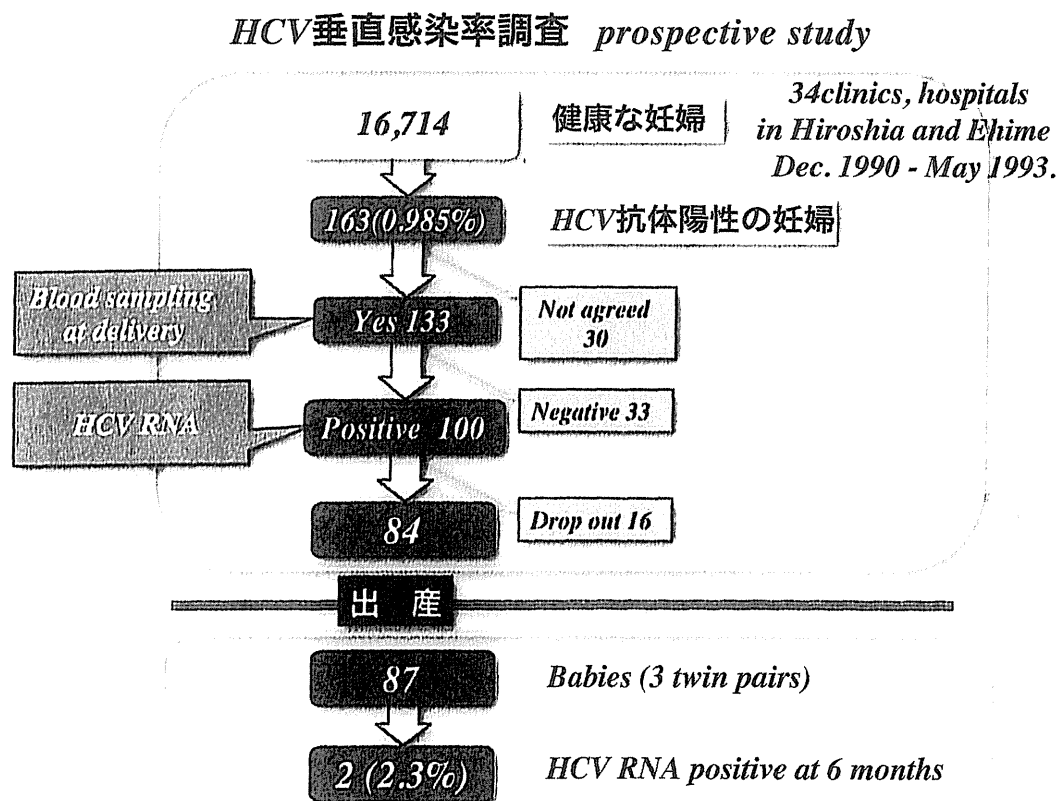 HCV垂直感染率調査 prospective study
34clinics, hospitals
in Hiroshia and Ehime
Dec. 1990 - May 1993.
16,714
健康な妊婦
163(0.985%)
HCV抗体陽性の妊婦
Blood sampling
at delivery
Yes 133
Not agreed
30
HCV RNA
Positive 100
Negative 33
84
Drop out 16
出 産
87
Babies (3 twin pairs)
2 (2.3%)
HCV RNA positive at 6 months